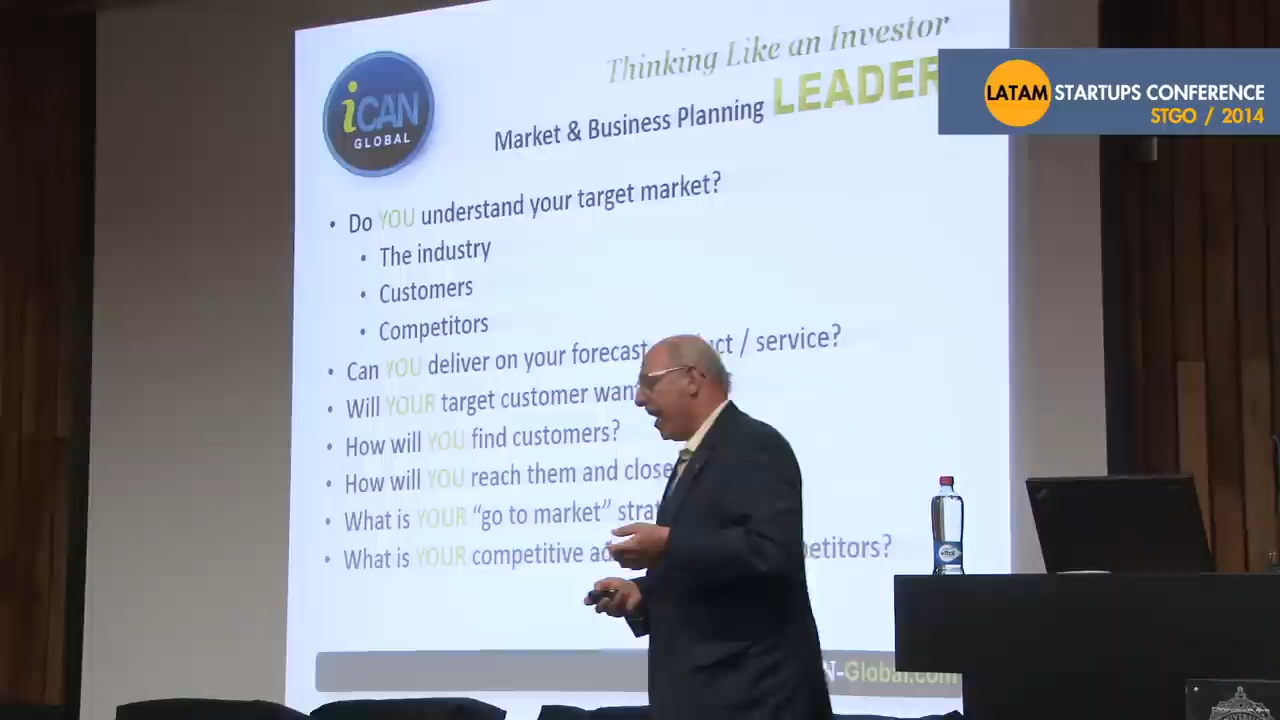 Thinking Like an Investor
LEADER
Market & Business Planning
iCAN
GLOBAL
LATAM STARTUPS CONFERENCE
STGO / 2014
• Do YOU understand your target market?
• The industry
• Customers
• Competitors
• Can YOU deliver on your forecast / service?
• Will YOUR target customer
• How will YOU find customers?
• How will YOU reach them and close
• What is YOUR "go to market"
• What is YOUR competitive
vital
Global.com